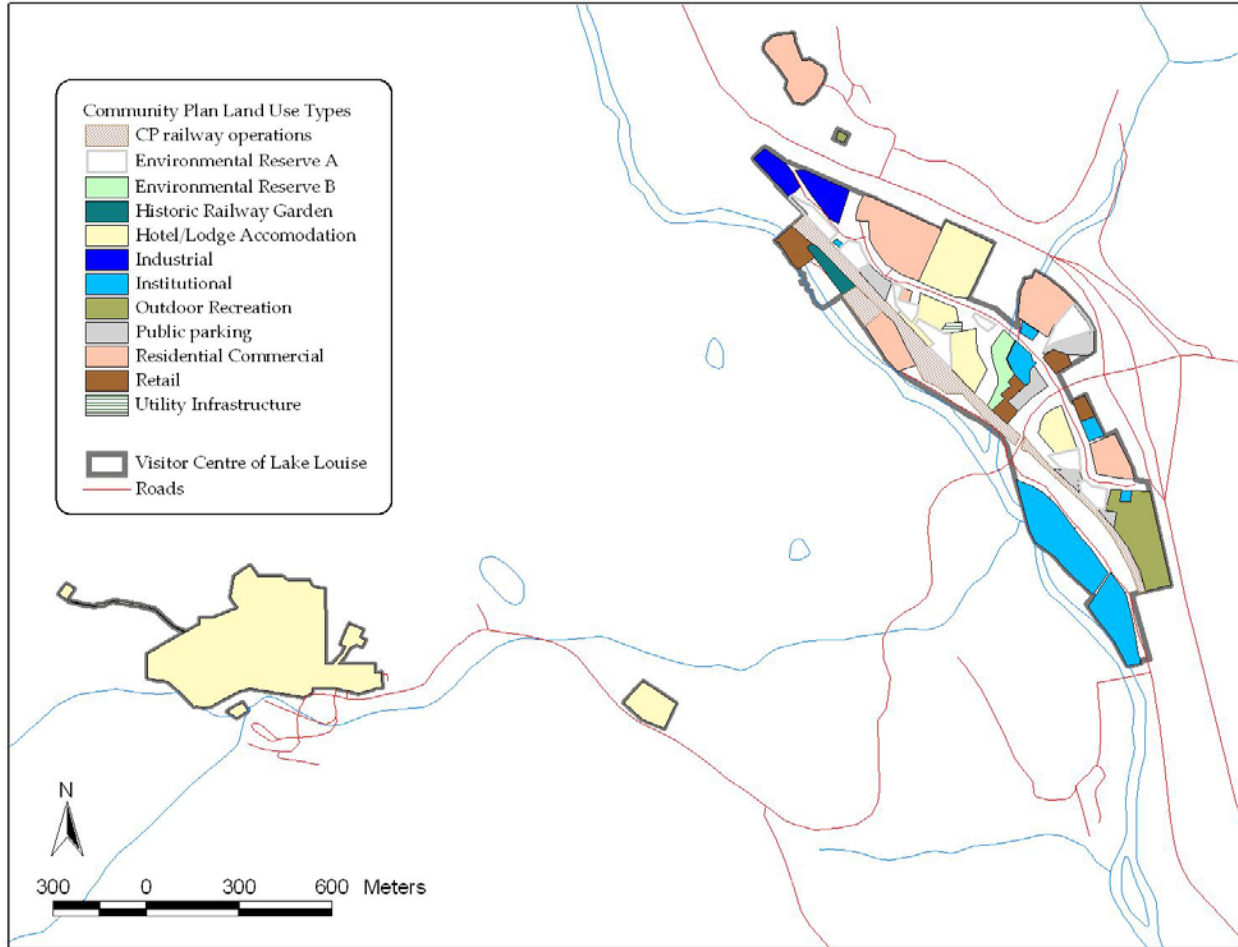 Community Plan Land Use Types
CP railway operations
Environmental Reserve A
Environmental Reserve B
Historic Railway Garden
Hotel/Lodge Accomodation
Industrial
Institutional
Outdoor Recreation
Public parking
Residential Commercial
Retail
Utility Infrastructure
Visitor Centre of Lake Louise
Roads
N
300 0 300 600 Meters